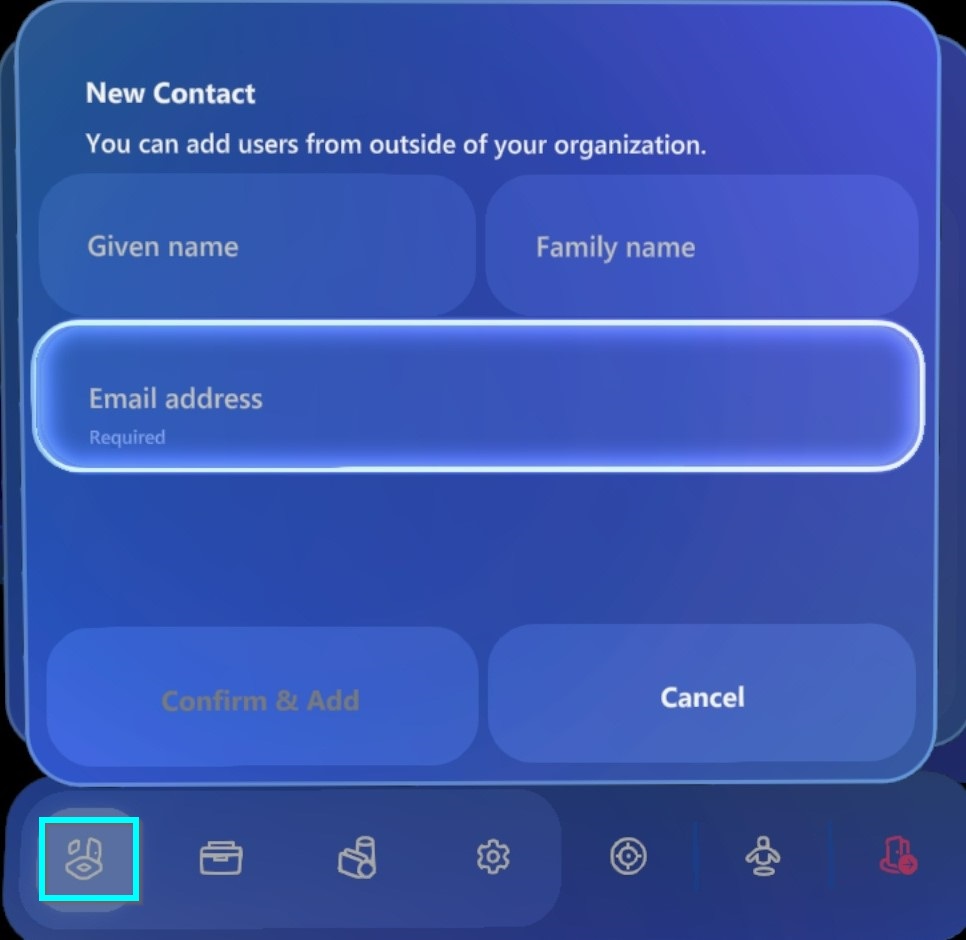 New Contact
You can add users from outside of your organization.
Given name
Family name
Email address
Required
Confirm & Add
Cancel